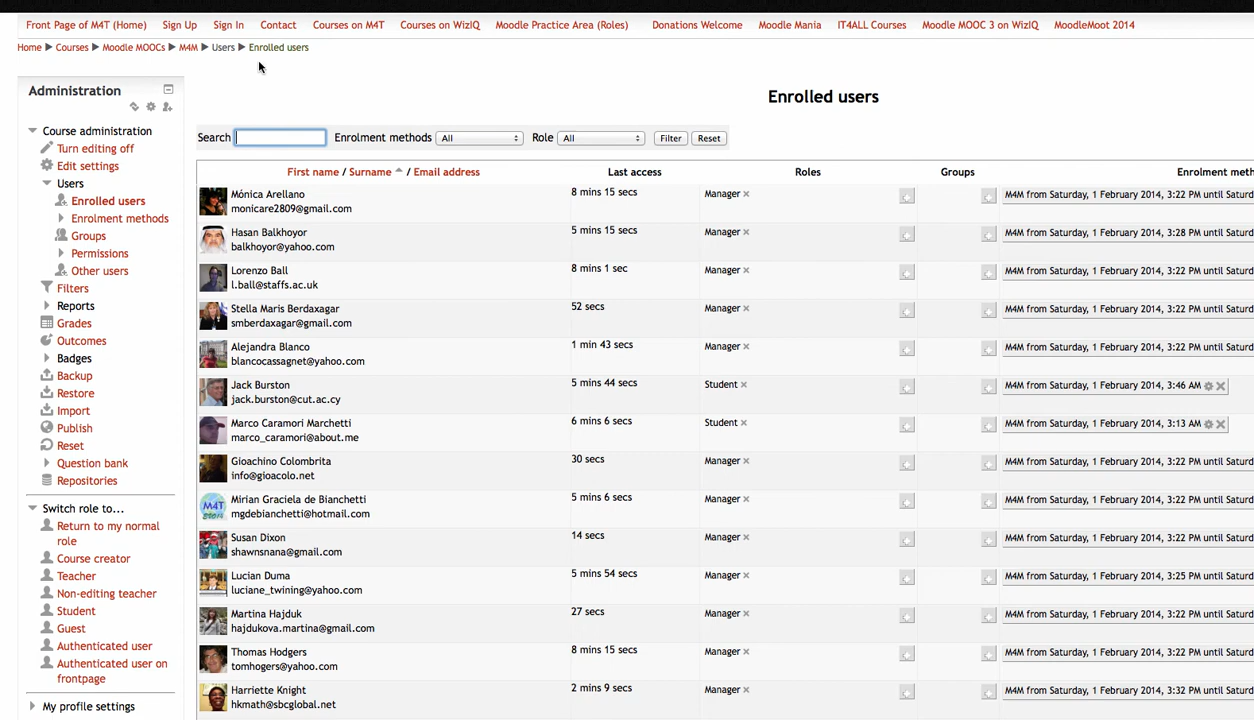 Front Page of M4T (Home) Sign Up Sign In Contact Courses on M4T Courses on WizIQ Moodle Practice Area (Roles) Donations Welcome Moodle Mania IT4ALL Courses Moodle MOOC 3 on WizIQ MoodleMoot 2014
Home ▶ Courses ▶ Moodle MOOCs ▶ M4M ▶ Users ▶ Enrolled users
Administration
Course administration
Turn editing off
Edit settings
Users
Enrolled users
Enrolment methods
Groups
Permissions
Other users
Filters
Reports
Grades
Outcomes
Badges
Backup
Restore
Import
Publish
Reset
Question bank
Repositories
Switch role to...
Return to my normal
role
Course creator
Teacher
Non-editing teacher
Student
Guest
Authenticated user
Authenticated user on
frontpage
My profile settings
Enrolled users
Search Enrolment methods All Role All Filter Reset
First name / Surname / Email address Last access Roles Groups Enrolment meth
Mónica Arellano 8 mins 15 secs Manager M4M from Saturday, 1 February 2014, 3:22 PM until Saturd
monicare2809@gmail.com
Hasan Balkhoyor 5 mins 15 secs Manager M4M from Saturday, 1 February 2014, 3:28 PM until Saturd
balkhoyor@yahoo.com
Lorenzo Ball 8 mins 1 sec Manager M4M from Saturday, 1 February 2014, 3:22 PM until Saturd
l.ball@staffs.ac.uk
Stella Maris Berdaxagar 52 secs Manager M4M from Saturday, 1 February 2014, 3:22 PM until Saturd
smberdaxagar@gmail.com
Alejandra Blanco 1 min 43 secs Manager M4M from Saturday, 1 February 2014, 3:22 PM until Saturd
blancocassagnet@yahoo.com
Jack Burston 5 mins 44 secs Student M4M from Saturday, 1 February 2014, 3:46 AM
jack.burston@cut.ac.cy
Marco Caramori Marchetti 6 mins 6 secs Student M4M from Saturday, 1 February 2014, 3:13 AM
marco_caramori@about.me
Gioachino Colombrita 30 secs Manager M4M from Saturday, 1 February 2014, 3:22 PM until Saturd
info@gioacolo.net
Mirian Graciela de Bianchetti 5 mins 6 secs Manager M4M from Saturday, 1 February 2014, 3:22 PM until Saturd
mgdebianchetti@hotmail.com
M4T
Susan Dixon 14 secs Manager M4M from Saturday, 1 February 2014, 3:22 PM until Saturd
shawnsnana@gmail.com
Lucian Duma 5 mins 54 secs Manager M4M from Saturday, 1 February 2014, 3:25 PM until Saturd
luciane_twining@yahoo.com
Martina Hajduk 27 secs Manager M4M from Saturday, 1 February 2014, 3:22 PM until Saturd
hajdukova.martina@gmail.com
Thomas Hodgers 8 mins 15 secs Manager M4M from Saturday, 1 February 2014, 3:22 PM until Saturd
tomhogers@yahoo.com
Harriette Knight 2 mins 9 secs Manager M4M from Saturday, 1 February 2014, 3:32 PM until Saturd
hkmath@sbcglobal.net